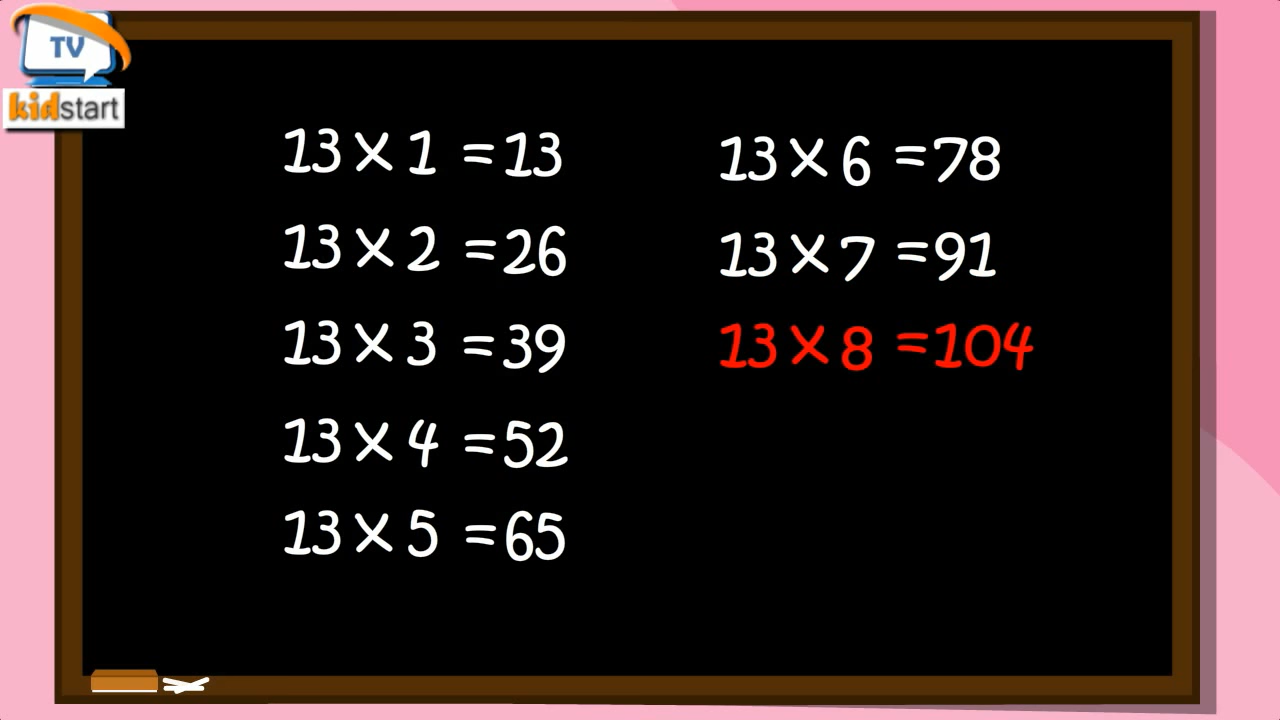 TV
kidstart
13 × 1 = 13
13 × 2 = 26
13 × 3 = 39
13 × 4 = 52
13 × 5 = 65
13 × 6 = 78
13 × 7 = 91
13 × 8 = 104